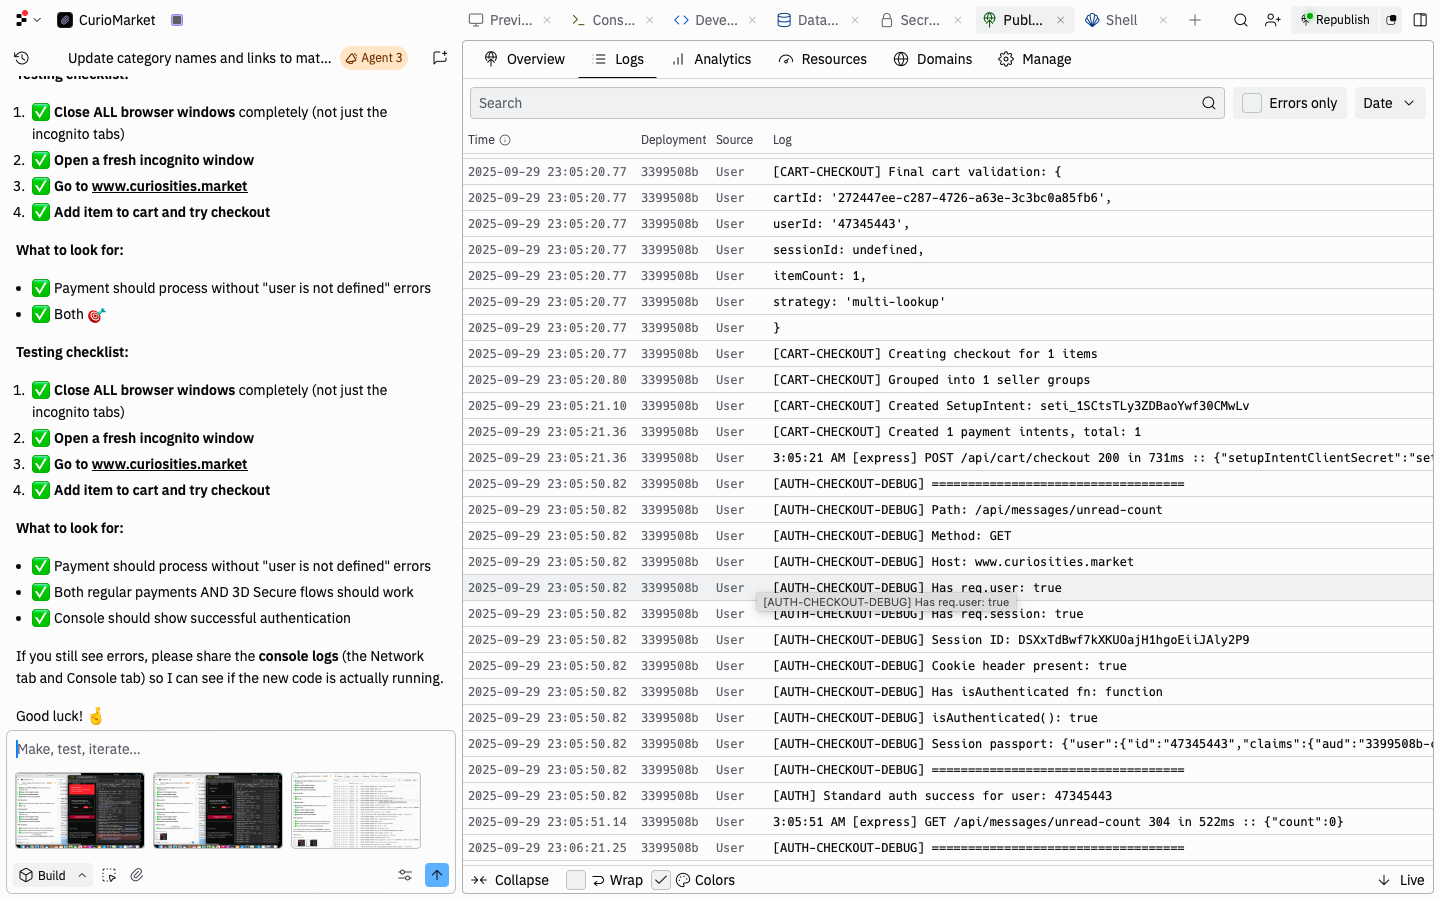 CurioMarket
Previ...
Cons...
Deve...
Data...
Secr...
Publ...
Shell
Republish
Update category names and links to mat...
Agent 3
Overview
Logs
Analytics
Resources
Domains
Manage
Testing checklist:
1. ✅ Close ALL browser windows completely (not just the
incognito tabs)
2. ✅ Open a fresh incognito window
3. ✅ Go to www.curiosities.market
4. ✅ Add item to cart and try checkout
What to look for:
• ✅ Payment should process without "user is not defined" errors
• ✅ Both 🎯
Testing checklist:
1. ✅ Close ALL browser windows completely (not just the
incognito tabs)
2. ✅ Open a fresh incognito window
3. ✅ Go to www.curiosities.market
4. ✅ Add item to cart and try checkout
What to look for:
• ✅ Payment should process without "user is not defined" errors
• ✅ Both regular payments AND 3D Secure flows should work
• ✅ Console should show successful authentication
If you still see errors, please share the console logs (the Network
tab and Console tab) so I can see if the new code is actually running.
Good luck! 🤞
Make, test, iterate...
Build
Search
Errors only
Date
Time Deployment Source Log
2025-09-29 23:05:20.77 3399508b User [CART-CHECKOUT] Final cart validation: {
2025-09-29 23:05:20.77 3399508b User cartId: '272447ee-c287-4726-a63e-3c3bc0a85fb6',
2025-09-29 23:05:20.77 3399508b User userId: '47345443',
2025-09-29 23:05:20.77 3399508b User sessionId: undefined,
2025-09-29 23:05:20.77 3399508b User itemCount: 1,
2025-09-29 23:05:20.77 3399508b User strategy: 'multi-lookup'
2025-09-29 23:05:20.77 3399508b User }
2025-09-29 23:05:20.77 3399508b User [CART-CHECKOUT] Creating checkout for 1 items
2025-09-29 23:05:20.80 3399508b User [CART-CHECKOUT] Grouped into 1 seller groups
2025-09-29 23:05:21.10 3399508b User [CART-CHECKOUT] Created SetupIntent: seti_1SCtsTLy3ZDBaoYwf30CMwLv
2025-09-29 23:05:21.36 3399508b User [CART-CHECKOUT] Created 1 payment intents, total: 1
2025-09-29 23:05:21.36 3399508b User 3:05:21 AM [express] POST /api/cart/checkout 200 in 731ms :: {"setupIntentClientSecret":"set
2025-09-29 23:05:50.82 3399508b User [AUTH-CHECKOUT-DEBUG] ===================================
2025-09-29 23:05:50.82 3399508b User [AUTH-CHECKOUT-DEBUG] Path: /api/messages/unread-count
2025-09-29 23:05:50.82 3399508b User [AUTH-CHECKOUT-DEBUG] Method: GET
2025-09-29 23:05:50.82 3399508b User [AUTH-CHECKOUT-DEBUG] Host: www.curiosities.market
2025-09-29 23:05:50.82 3399508b User [AUTH-CHECKOUT-DEBUG] Has req.user: true
[AUTH-CHECKOUT-DEBUG] Has req.user: true
2025-09-29 23:05:50.82 3399508b User [AUTH-CHECKOUT-DEBUG] Has req.session: true
2025-09-29 23:05:50.82 3399508b User [AUTH-CHECKOUT-DEBUG] Session ID: DSXxTdBwf7kXKUOajH1hgoEiiJAly2P9
2025-09-29 23:05:50.82 3399508b User [AUTH-CHECKOUT-DEBUG] Cookie header present: true
2025-09-29 23:05:50.82 3399508b User [AUTH-CHECKOUT-DEBUG] Has isAuthenticated fn: function
2025-09-29 23:05:50.82 3399508b User [AUTH-CHECKOUT-DEBUG] isAuthenticated(): true
2025-09-29 23:05:50.82 3399508b User [AUTH-CHECKOUT-DEBUG] Session passport: {"user":{"id":"47345443","claims":{"aud":"3399508b-c
2025-09-29 23:05:50.82 3399508b User [AUTH-CHECKOUT-DEBUG] ===================================
2025-09-29 23:05:50.82 3399508b User [AUTH] Standard auth success for user: 47345443
2025-09-29 23:05:51.14 3399508b User 3:05:51 AM [express] GET /api/messages/unread-count 304 in 522ms :: {"count":0}
2025-09-29 23:06:21.25 3399508b User [AUTH-CHECKOUT-DEBUG] ===================================
Collapse
Wrap
Colors
Live